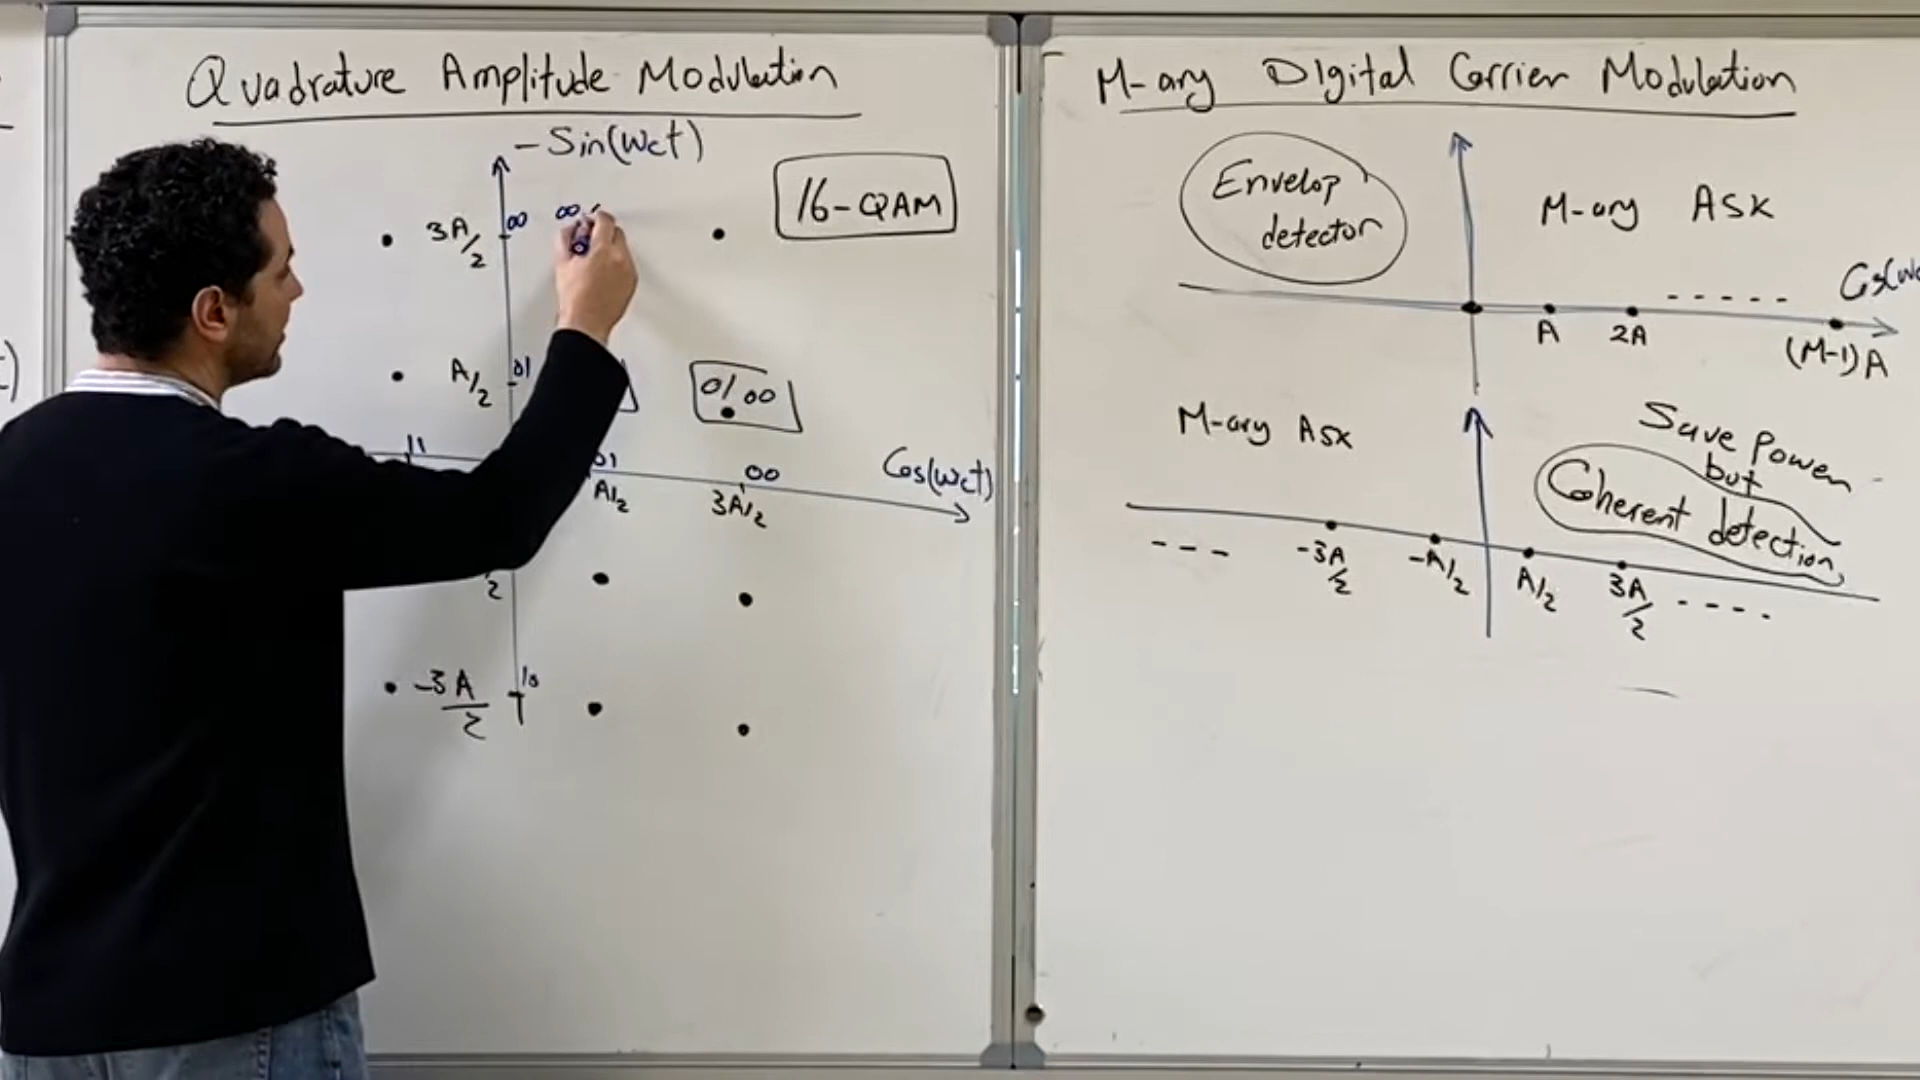 Quadrature Amplitude Modulation
-Sin(Wct)
16-QAM
3A/2
00
00
A/2
01
01 00
11
01
00
Cos(Wct)
A/2
3A/2
2
-3A/2
10
M-ary DIgital Carrier Modulation
Envelop
detector
M-ary ASK
-----
A
2A
(M-1)A
M-ary ASK
Save Power
but
Coherent detection
---
-3A/2
-A/2
A/2
3A/2
----